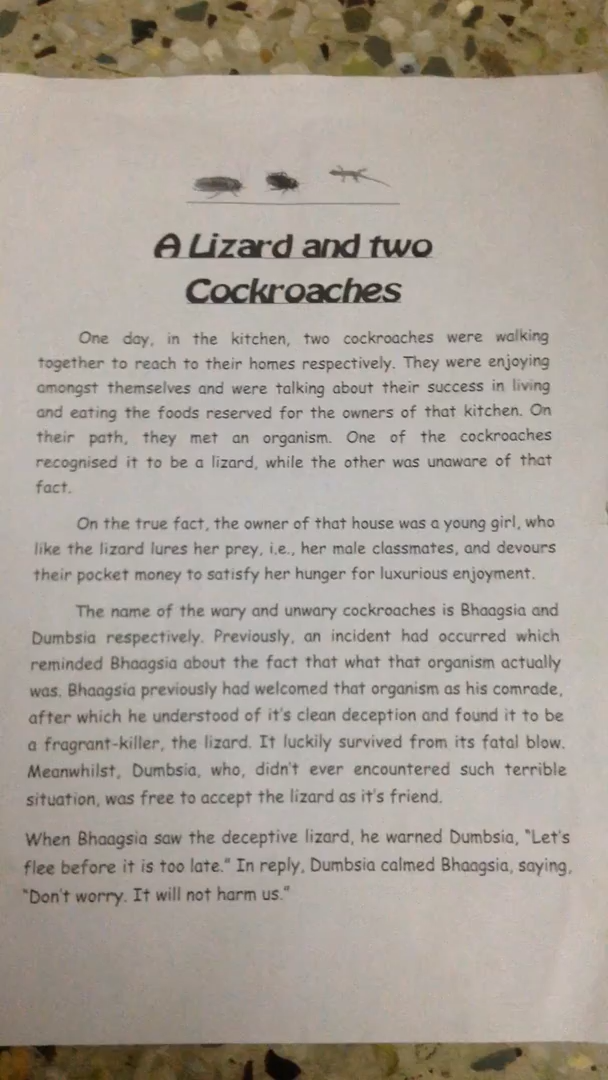 A Lizard and two
Cockroaches
One day, in the kitchen, two cockroaches were walking
together to reach to their homes respectively. They were enjoying
amongst themselves and were talking about their success in living
and eating the foods reserved for the owners of that kitchen. On
their path, they met an organism. One of the cockroaches
recognised it to be a lizard, while the other was unaware of that
fact.
On the true fact, the owner of that house was a young girl, who
like the lizard lures her prey, i.e., her male classmates, and devours
their pocket money to satisfy her hunger for luxurious enjoyment.
The name of the wary and unwary cockroaches is Bhaagsia and
Dumbsia respectively. Previously, an incident had occurred which
reminded Bhaagsia about the fact that what that organism actually
was. Bhaagsia previously had welcomed that organism as his comrade,
after which he understood of it's clean deception and found it to be
a fragrant-killer, the lizard. It luckily survived from its fatal blow.
Meanwhilst, Dumbsia, who, didn't ever encountered such terrible
situation, was free to accept the lizard as it's friend.
When Bhaagsia saw the deceptive lizard, he warned Dumbsia, "Let's
flee before it is too late." In reply, Dumbsia calmed Bhaagsia, saying,
"Don't worry. It will not harm us."